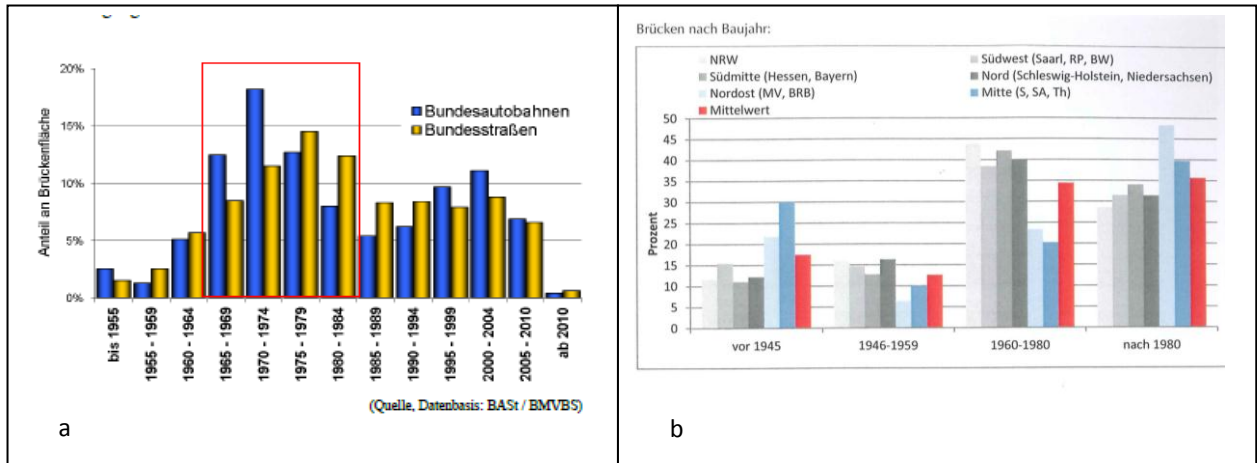 20%
15%
10%
5%
0%
Anteil an Brückenfläche
Bundesautobahnen
Bundesstraßen
bis 1955
1955 - 1959
1960 - 1964
1965 - 1969
1970 - 1974
1975 - 1979
1980 - 1984
1985 - 1989
1990 - 1994
1995 - 1999
2000 - 2004
2005 - 2010
ab 2010
(Quelle, Datenbasis: BASt / BMVBS)
a
Brücken nach Baujahr:
NRW
Südwest (Saarl, RP, BW)
Südmitte (Hessen, Bayern)
Nord (Schleswig-Holstein, Niedersachsen)
Nordost (MV, BRB)
Mitte (S, SA, Th)
Mittelwert
50
45
40
35
30
25
20
15
10
5
0
Prozent
vor 1945
1946-1959
1960-1980
nach 1980
b